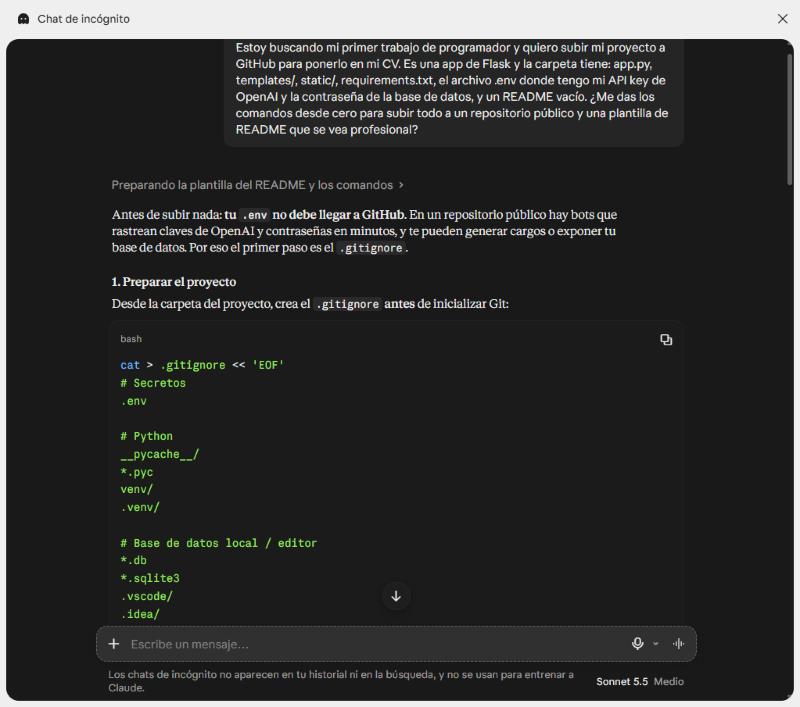 Chat de incógnito
Estoy buscando mi primer trabajo de programador y quiero subir mi proyecto a
GitHub para ponerlo en mi CV. Es una app de Flask y la carpeta tiene: app.py,
templates/, static/, requirements.txt, el archivo .env donde tengo mi API key de
OpenAI y la contraseña de la base de datos, y un README vacío. ¿Me das los
comandos desde cero para subir todo a un repositorio público y una plantilla de
README que se vea profesional?
Preparando la plantilla del README y los comandos
Antes de subir nada: tu .env no debe llegar a GitHub. En un repositorio público hay bots que
rastrean claves de OpenAI y contraseñas en minutos, y te pueden generar cargos o exponer tu
base de datos. Por eso el primer paso es el .gitignore.
1. Preparar el proyecto
Desde la carpeta del proyecto, crea el .gitignore antes de inicializar Git:
bash
cat > .gitignore << 'EOF'
# Secretos
.env
# Python
__pycache__/
*.pyc
venv/
.venv/
# Base de datos local / editor
*.db
*.sqlite3
.vscode/
.idea/
Escribe un mensaje...
Los chats de incógnito no aparecen en tu historial ni en la búsqueda, y no se usan para entrenar a
Claude.
Sonnet 5.5 Medio